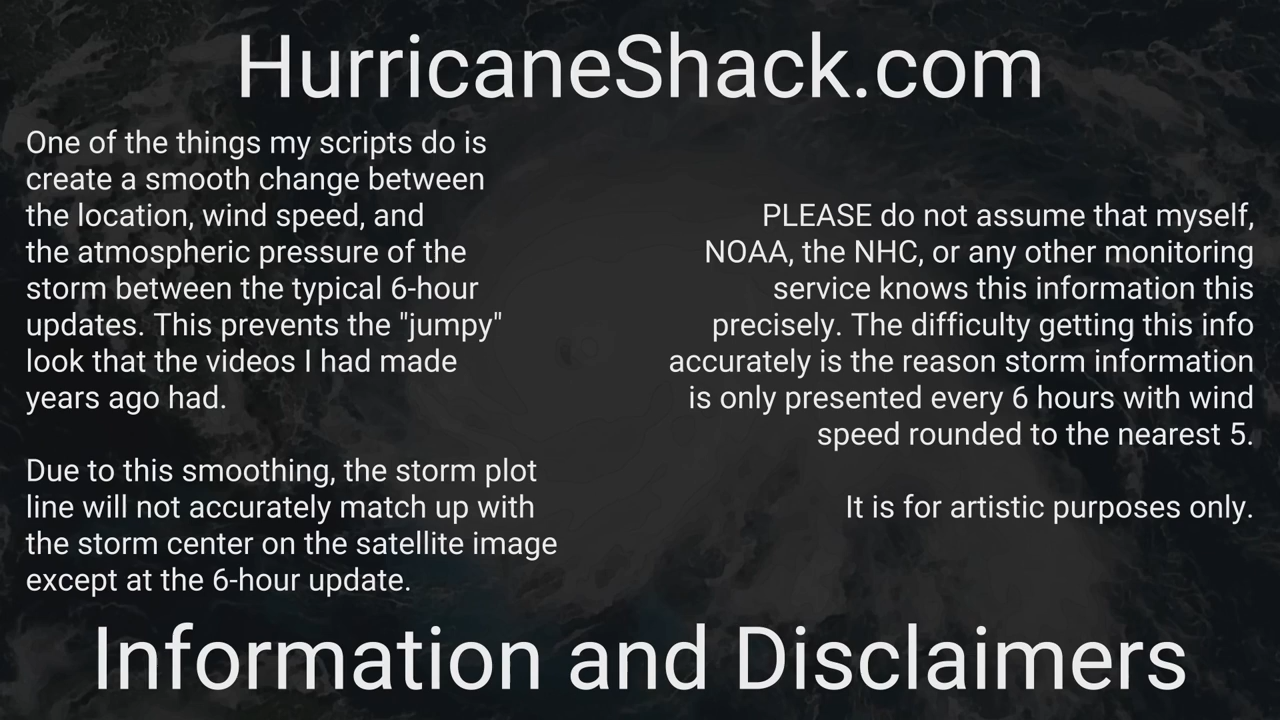 HurricaneShack.com
One of the things my scripts do is
create a smooth change between
the location, wind speed, and
the atmospheric pressure of the
storm between the typical 6-hour
updates. This prevents the "jumpy"
look that the videos I had made
years ago had.
Due to this smoothing, the storm plot
line will not accurately match up with
the storm center on the satellite image
except at the 6-hour update.
PLEASE do not assume that myself,
NOAA, the NHC, or any other monitoring
service knows this information this
precisely. The difficulty getting this info
accurately is the reason storm information
is only presented every 6 hours with wind
speed rounded to the nearest 5.
It is for artistic purposes only.
Information and Disclaimers